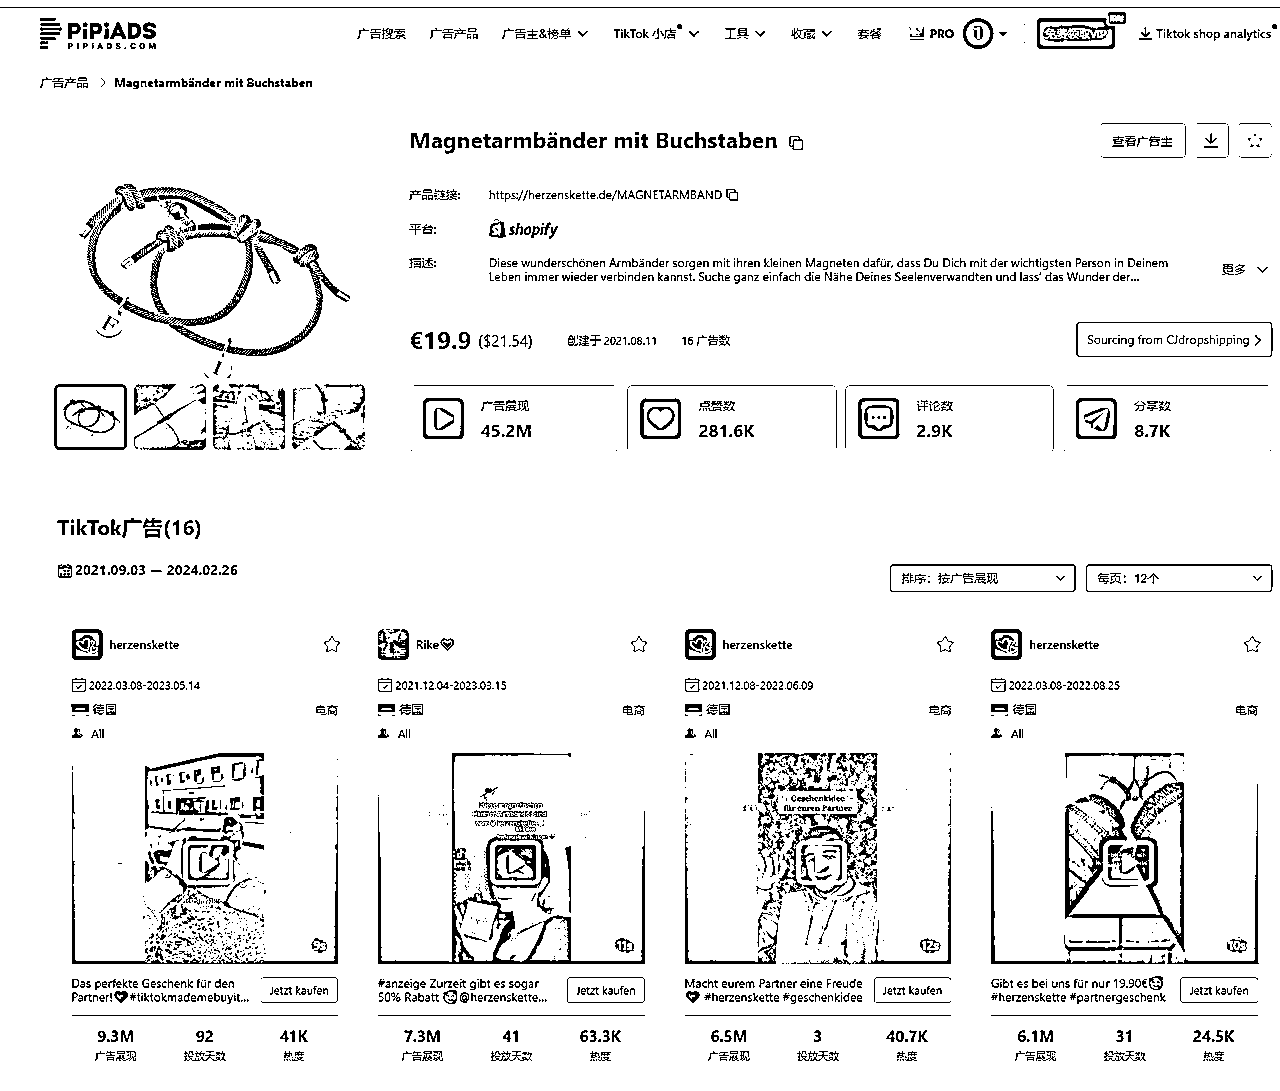 PiPiADS
PIPIADS.COM
广告搜索
广告产品
广告主&榜单
TikTok 小店
工具
收藏
套餐
PRO
免费领取VIP
Tiktok shop analytics
广告产品 > Magnetarmbänder mit Buchstaben
Magnetarmbänder mit Buchstaben
查看广告主
产品链接: https://herzenskette.de/MAGNETARMBAND
平台: shopify
描述: Diese wunderschönen Armbänder sorgen mit ihren kleinen Magneten dafür, dass Du Dich mit der wichtigsten Person in Deinem
Leben immer wieder verbinden kannst. Suche ganz einfach die Nähe Deines Seelenverwandten und lass' das Wunder der...
更多
€19.9 ($21.54) 创建于 2021.08.11 16 广告数
Sourcing from CJdropshipping
广告展现
45.2M
点赞数
281.6K
评论数
2.9K
分享数
8.7K
TikTok广告(16)
2021.09.03 — 2024.02.26
排序: 按广告展现
每页: 12个
herzenskette
2022.03.08-2023.05.14
德国 电商
All
9s
Das perfekte Geschenk für den
Partner!❤#tiktokmademebuyit...
Jetzt kaufen
9.3M 92 41K
广告展现 投放天数 热度
Rike
2021.12.04-2023.03.15
德国 电商
All
11s
#anzeige Zurzeit gibt es sogar
50% Rabatt 🥰@herzenskette...
Jetzt kaufen
7.3M 41 63.3K
广告展现 投放天数 热度
herzenskette
2021.12.08-2022.06.09
德国 电商
All
Geschenkidee
für euren Partner
12s
Macht eurem Partner eine Freude
❤ #herzenskette #geschenkidee
Jetzt kaufen
6.5M 3 40.7K
广告展现 投放天数 热度
herzenskette
2022.03.08-2022.08.25
德国 电商
All
10s
Gibt es bei uns für nur 19.90€🥰
#herzenskette #partnergeschenk
Jetzt kaufen
6.1M 31 24.5K
广告展现 投放天数 热度